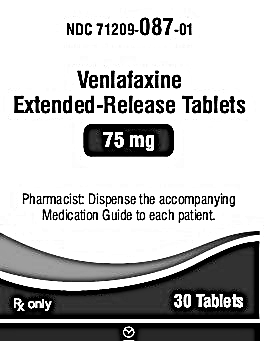 NDC 71209-087-01
Venlafaxine
Extended-Release Tablets
75 mg
Pharmacist: Dispense the accompanying
Medication Guide to each patient.
℞ only
30 Tablets